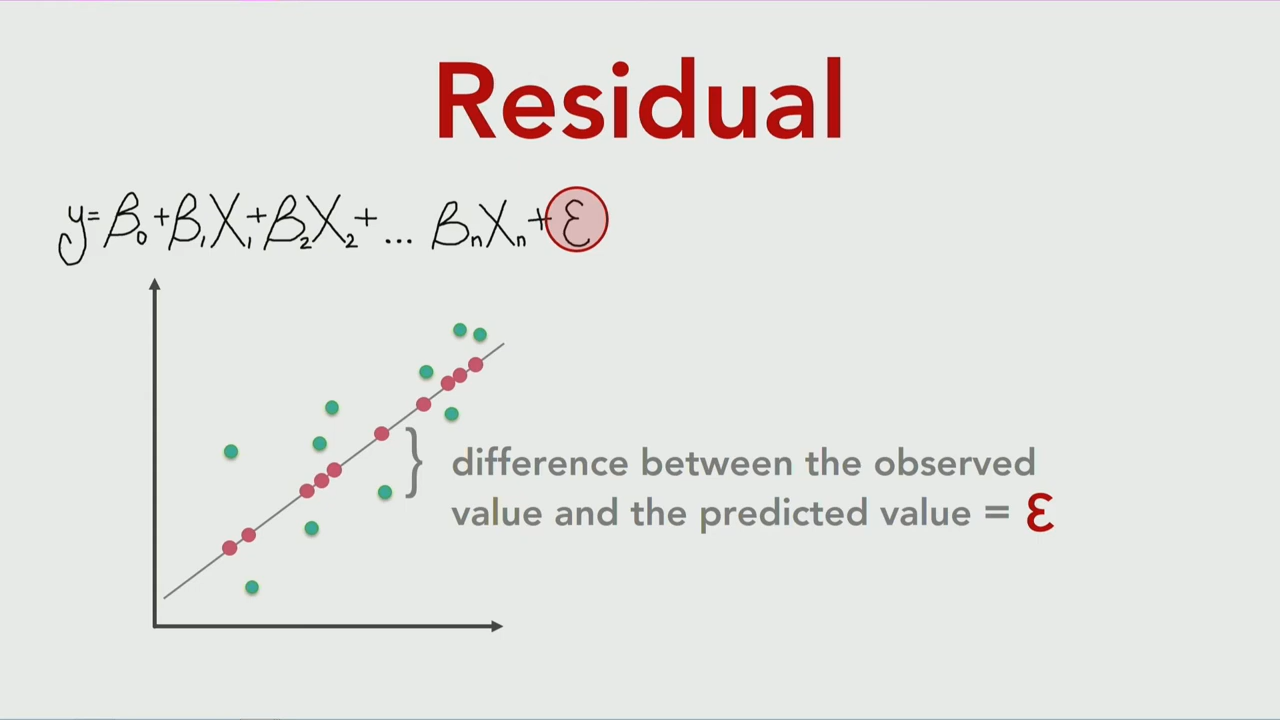 Residual
y=β₀+β₁X₁+β₂X₂+... βₙXₙ+ε
difference between the observed
value and the predicted value = ε